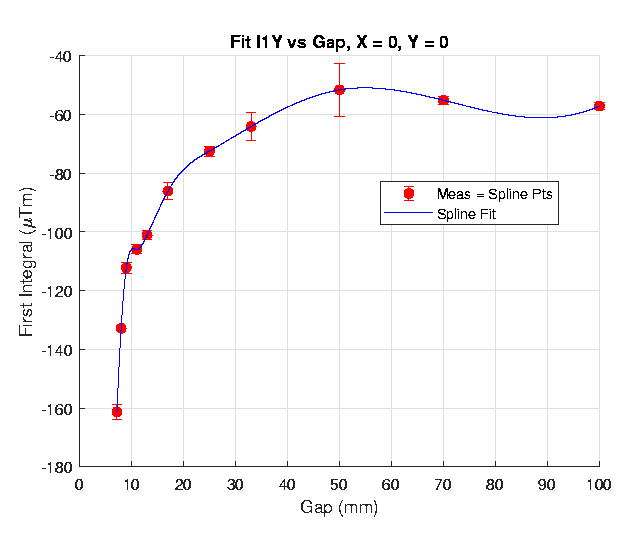 Fit I1Y vs Gap, X = 0, Y = 0
First Integral (μTm)
-40
-60
-80
-100
-120
-140
-160
-180
Meas = Spline Pts
Spline Fit
0 10 20 30 40 50 60 70 80 90 100
Gap (mm)